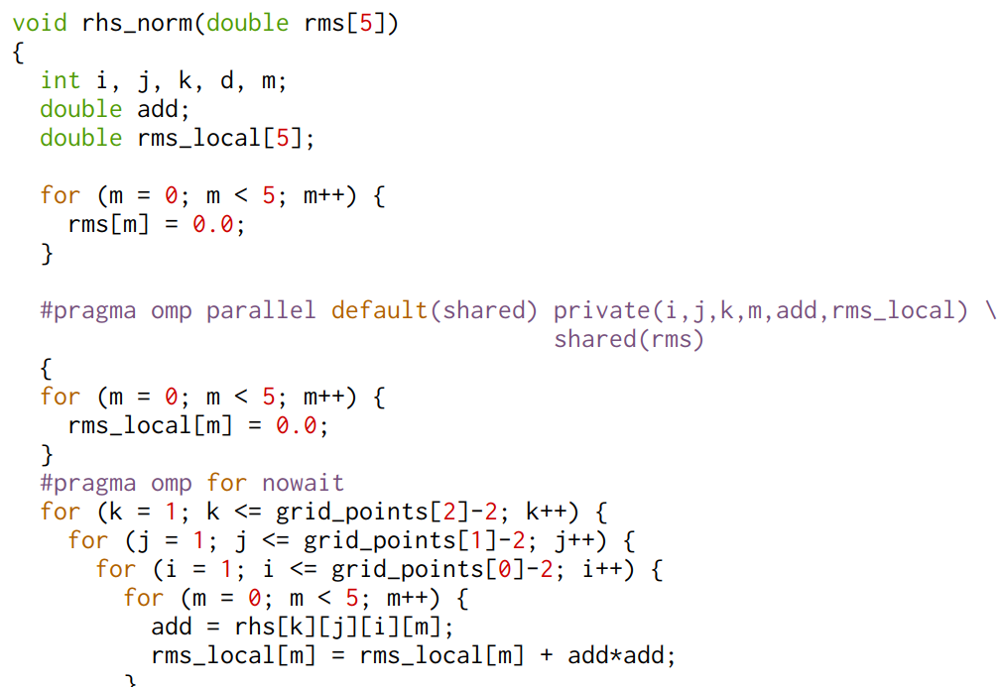 void rhs_norm(double rms[5])
{
  int i, j, k, d, m;
  double add;
  double rms_local[5];

  for (m = 0; m < 5; m++) {
    rms[m] = 0.0;
  }

  #pragma omp parallel default(shared) private(i,j,k,m,add,rms_local) \
                                       shared(rms)
  {
  for (m = 0; m < 5; m++) {
    rms_local[m] = 0.0;
  }
  #pragma omp for nowait
  for (k = 1; k <= grid_points[2]-2; k++) {
    for (j = 1; j <= grid_points[1]-2; j++) {
      for (i = 1; i <= grid_points[0]-2; i++) {
        for (m = 0; m < 5; m++) {
          add = rhs[k][j][i][m];
          rms_local[m] = rms_local[m] + add*add;
        }